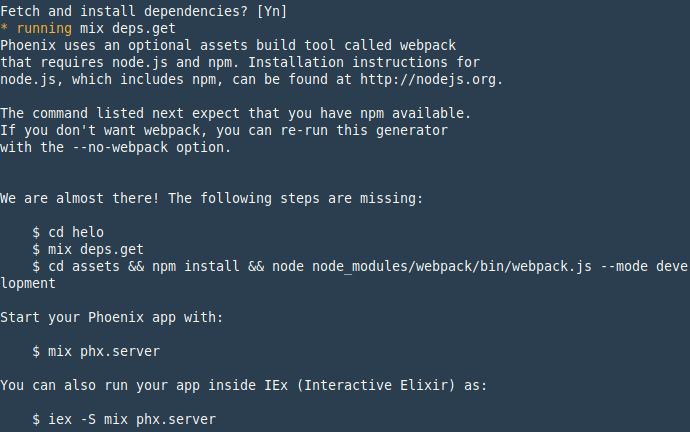 Fetch and install dependencies? [Yn]
* running mix deps.get
Phoenix uses an optional assets build tool called webpack
that requires node.js and npm. Installation instructions for
node.js, which includes npm, can be found at http://nodejs.org.
The command listed next expect that you have npm available.
If you don't want webpack, you can re-run this generator
with the --no-webpack option.
We are almost there! The following steps are missing:
$ cd helo
$ mix deps.get
$ cd assets && npm install && node node_modules/webpack/bin/webpack.js --mode deve
lopment
Start your Phoenix app with:
$ mix phx.server
You can also run your app inside IEx (Interactive Elixir) as:
$ iex -S mix phx.server